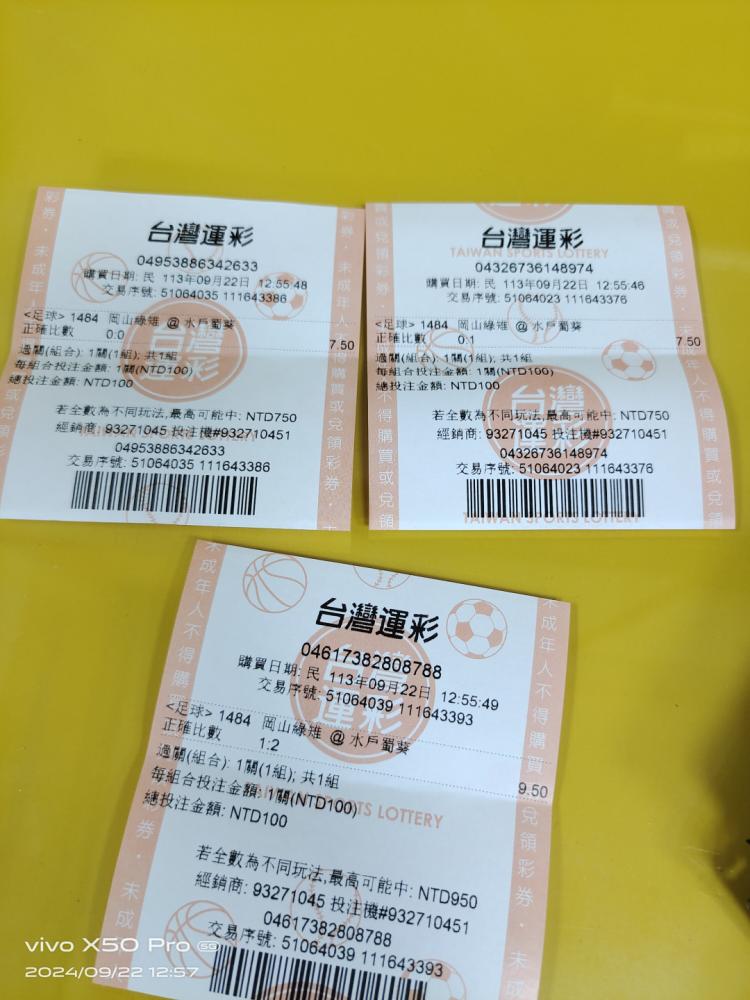 台灣運彩
04953886342633
購買日期: 民 113年09月22日 12:55:48
交易序號: 51064035 111643386
<足球> 1484 岡山綠雉 @ 水戶蜀葵
正確比數 0:0 7.50
過關(組合): 1關(1組); 共1組
每組合投注金額: 1關(NTD100)
總投注金額: NTD100
若全數為不同玩法,最高可能中: NTD750
經銷商: 93271045 投注機#932710451
04953886342633
交易序號: 51064035 111643386
台灣運彩
TAIWAN SPORTS LOTTERY
04326736148974
購買日期: 民 113年09月22日 12:55:46
交易序號: 51064023 111643376
<足球> 1484 岡山綠雉 @ 水戶蜀葵
正確比數 0:1 7.50
過關(組合): 1關(1組); 共1組
每組合投注金額: 1關(NTD100)
總投注金額: NTD100
若全數為不同玩法,最高可能中: NTD750
經銷商: 93271045 投注機#932710451
04326736148974
交易序號: 51064023 111643376
TAIWAN SPORTS LOTTERY
台灣運彩
04617382808788
購買日期: 民 113年09月22日 12:55:49
交易序號: 51064039 111643393
<足球> 1484 岡山綠雉 @ 水戶蜀葵
正確比數 1:2
9.50
過關(組合): 1關(1組); 共1組
每組合投注金額: 1關(NTD100)
總投注金額: NTD100
若全數為不同玩法,最高可能中: NTD950
經銷商: 93271045 投注機#932710451
04617382808788
交易序號: 51064039 111643393
未成年人不得購買
兌領彩券
vivo X50 Pro 5G
2024/09/22 12:57